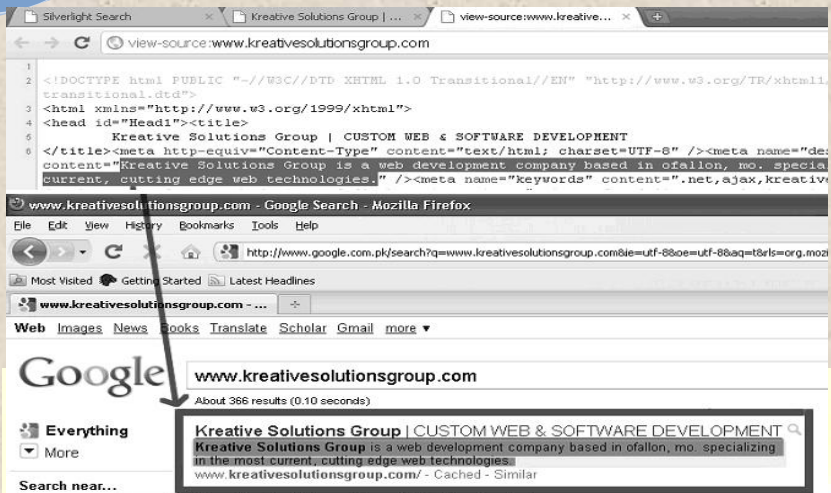 Silverlight Search
Kreative Solutions Group | ...
view-source:www.kreative...
view-source:www.kreativesolutionsgroup.com
1
2 <!DOCTYPE html PUBLIC "-//W3C//DTD XHTML 1.0 Transitional//EN" "http://www.w3.org/TR/xhtml1/
transitional.dtd">
3 <html xmlns="http://www.w3.org/1999/xhtml">
4 <head id="Head1"><title>
5 Kreative Solutions Group | CUSTOM WEB & SOFTWARE DEVELOPMENT
6 </title><meta http-equiv="Content-Type" content="text/html; charset=UTF-8" /><meta name="des
content="Kreative Solutions Group is a web development company based in ofallon, mo. specia
current, cutting edge web technologies." /><meta name="keywords" content=".net,ajax,kreative
www.kreativesolutionsgroup.com - Google Search - Mozilla Firefox
File Edit View History Bookmarks Tools Help
http://www.google.com.pk/search?q=www.kreativesolutionsgroup.com&ie=utf-8&oe=utf-8&aq=t&rls=org.mozi
Most Visited Getting Started Latest Headlines
www.kreativesolutionsgroup.com - ...
Web Images News Books Translate Scholar Gmail more ▼
Google
www.kreativesolutionsgroup.com
About 366 results (0.10 seconds)
Everything
More
Search near...
Kreative Solutions Group | CUSTOM WEB & SOFTWARE DEVELOPMENT
Kreative Solutions Group is a web development company based in ofallon, mo. specializing
in the most current, cutting edge web technologies.
www.kreativesolutionsgroup.com/ - Cached - Similar